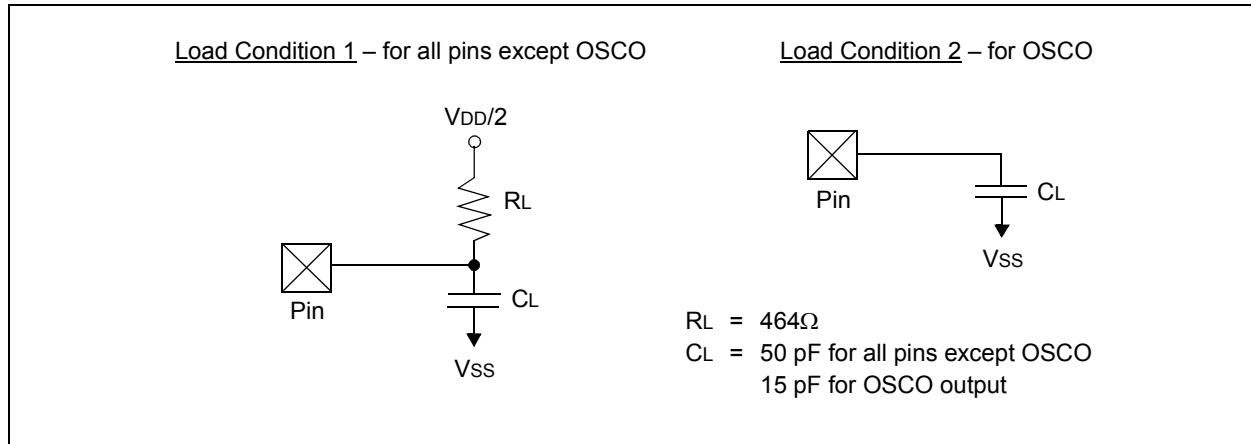 Load Condition 1 – for all pins except OSCO
VDD/2
RL
Pin
CL
VSS
Load Condition 2 – for OSCO
Pin
CL
VSS
RL = 464Ω
CL = 50 pF for all pins except OSCO
15 pF for OSCO output